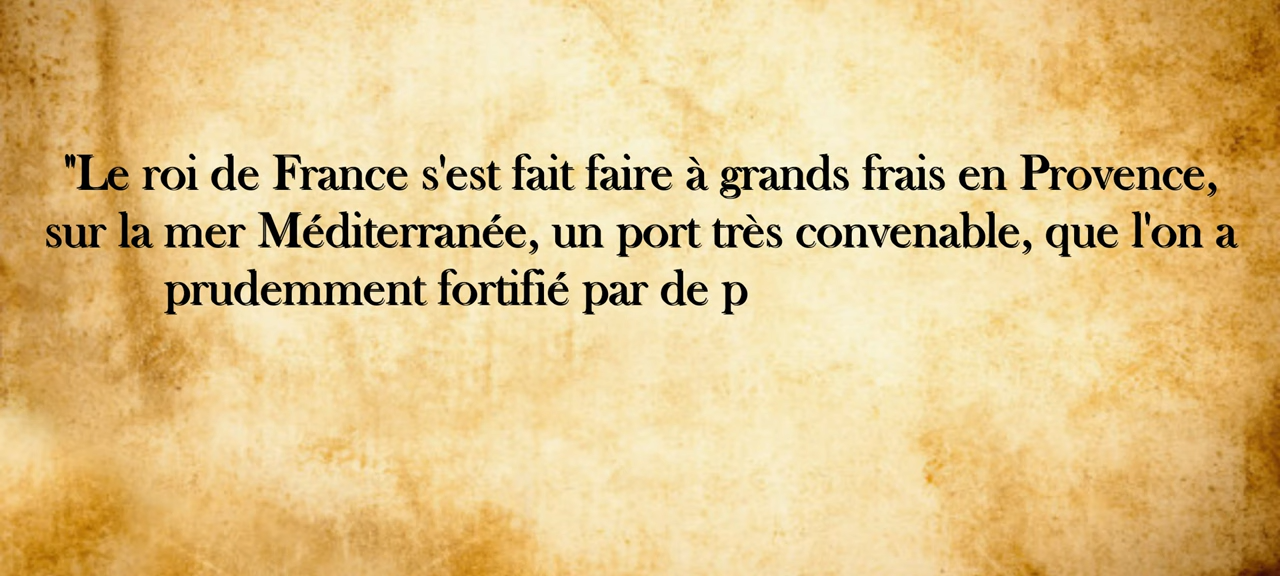 "Le roi de France s'est fait faire à grands frais en Provence,
sur la mer Méditerranée, un port très convenable, que l'on a
prudemment fortifié par de p